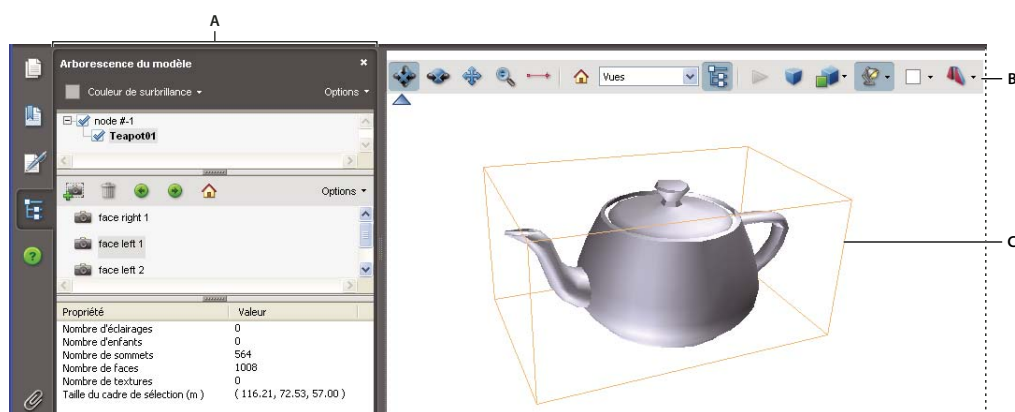 A
Arborescence du modèle
Couleur de surbrillance
Options
Vues
B
node #-1
Teapot01
Options
face right 1
face left 1
face left 2
C
Propriété Valeur
Nombre d'éclairages 0
Nombre d'enfants 0
Nombre de sommets 564
Nombre de faces 1008
Nombre de textures 0
Taille du cadre de sélection (m ) ( 116.21, 72.53, 57.00 )